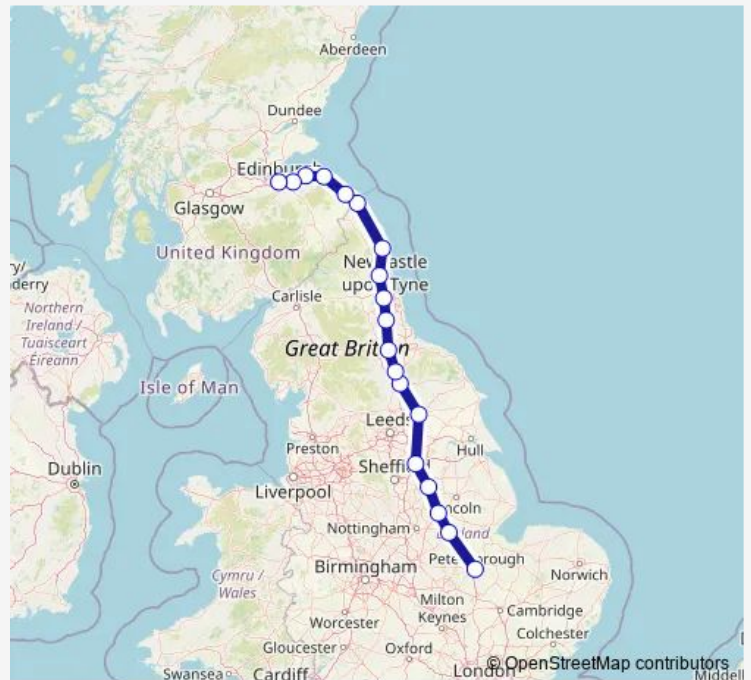 Aberdeen
Dundee
Edinburgh
Glasgow
United Kingdom
ry/
derry
Newcastle
upon Tyne
Northern
Ireland /
Tuaisceart
Éireann
Carlisle
Great Britain
Isle of Man
Leeds
Preston
Hull
Dublin
Sheffield
Liverpool
Lincoln
Nottingham
Peterborough
Birmingham
Norwich
Cymru /
Wales
Milton
Keynes
Cambridge
Worcester
Colchester
Gloucester
Oxford
London
© OpenStreetMap contributors
Swansea
Cardiff
Middel